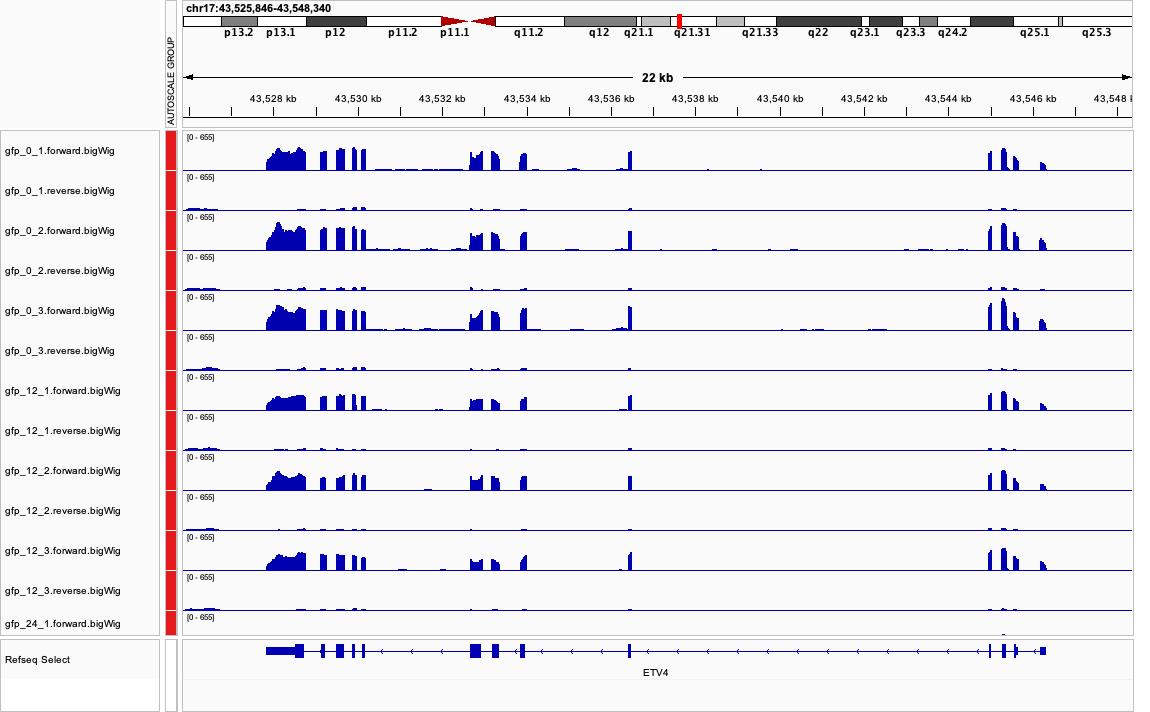 chr17:43,525,846-43,548,340
p13.2 p13.1 p12 p11.2 p11.1 q11.2 q12 q21.1 q21.31 q21.33 q22 q23.1 q23.3 q24.2 q25.1 q25.3
AUTOSCALE GROUP
22 kb
43,528 kb 43,530 kb 43,532 kb 43,534 kb 43,536 kb 43,538 kb 43,540 kb 43,542 kb 43,544 kb 43,546 kb 43,548 k
[0 - 655]
gfp_0_1.forward.bigWig
[0 - 655]
gfp_0_1.reverse.bigWig
[0 - 655]
gfp_0_2.forward.bigWig
[0 - 655]
gfp_0_2.reverse.bigWig
[0 - 655]
gfp_0_3.forward.bigWig
[0 - 655]
gfp_0_3.reverse.bigWig
[0 - 655]
gfp_12_1.forward.bigWig
[0 - 655]
gfp_12_1.reverse.bigWig
[0 - 655]
gfp_12_2.forward.bigWig
[0 - 655]
gfp_12_2.reverse.bigWig
[0 - 655]
gfp_12_3.forward.bigWig
[0 - 655]
gfp_12_3.reverse.bigWig
[0 - 655]
gfp_24_1.forward.bigWig
Refseq Select
ETV4